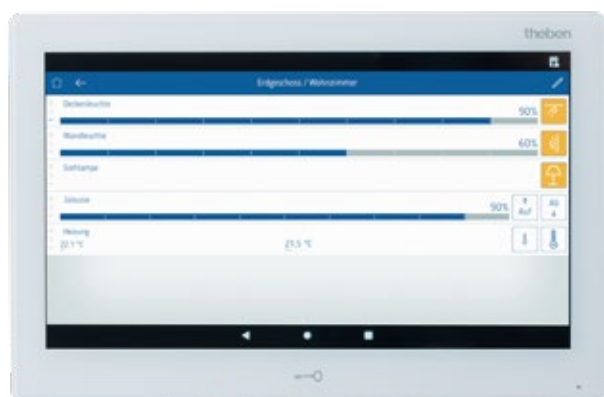 theben
Erdgeschoss / Wohnzimmer
Deckenleuchte
90%
Wandleuchte
60%
Stehlampe
Jalousie
90%
Auf
Ab
Heizung
22.1 °C
21.5 °C